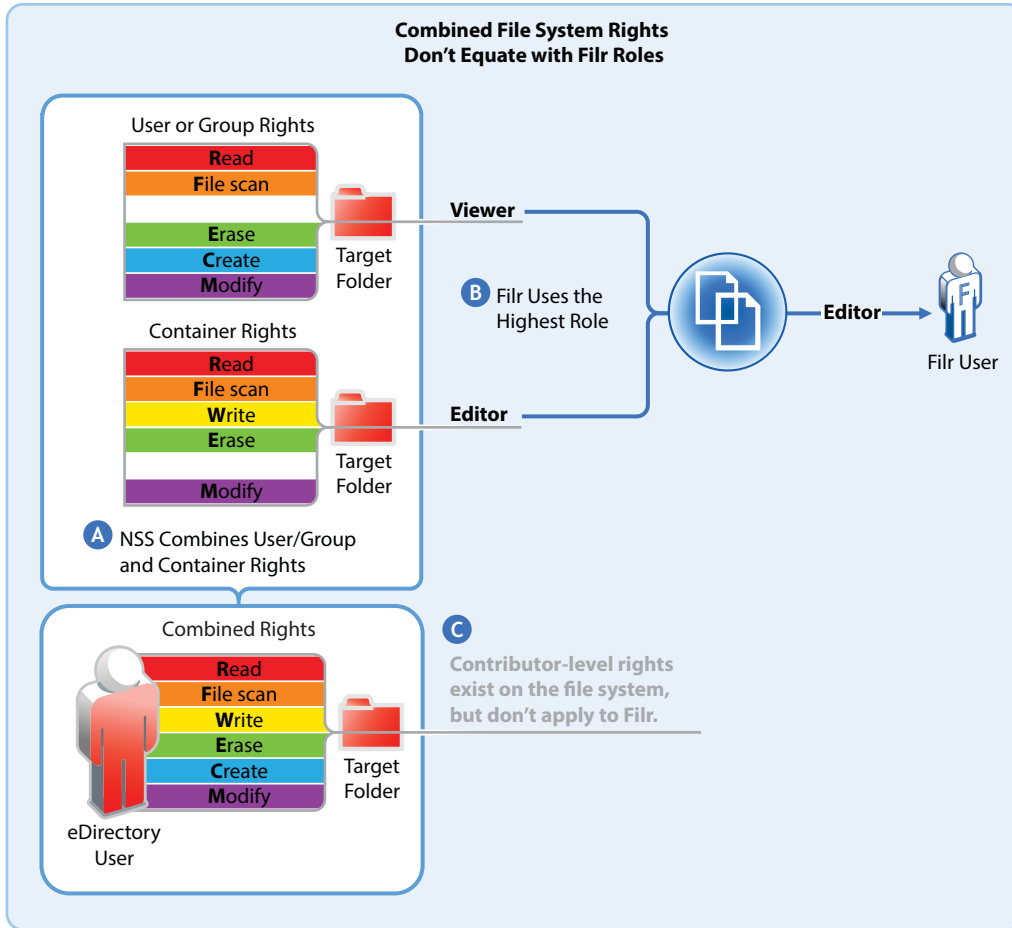 Combined File System Rights
Don’t Equate with Filr Roles
User or Group Rights
Read
File scan
Erase
Create
Modify
Target
Folder
Viewer
Container Rights
Read
File scan
Write
Erase
Modify
Target
Folder
Editor
B Filr Uses the
Highest Role
Editor
F
Filr User
A NSS Combines User/Group
and Container Rights
Combined Rights
Read
File scan
Write
Erase
Create
Modify
Target
Folder
eDirectory
User
C
Contributor-level rights
exist on the file system,
but don’t apply to Filr.